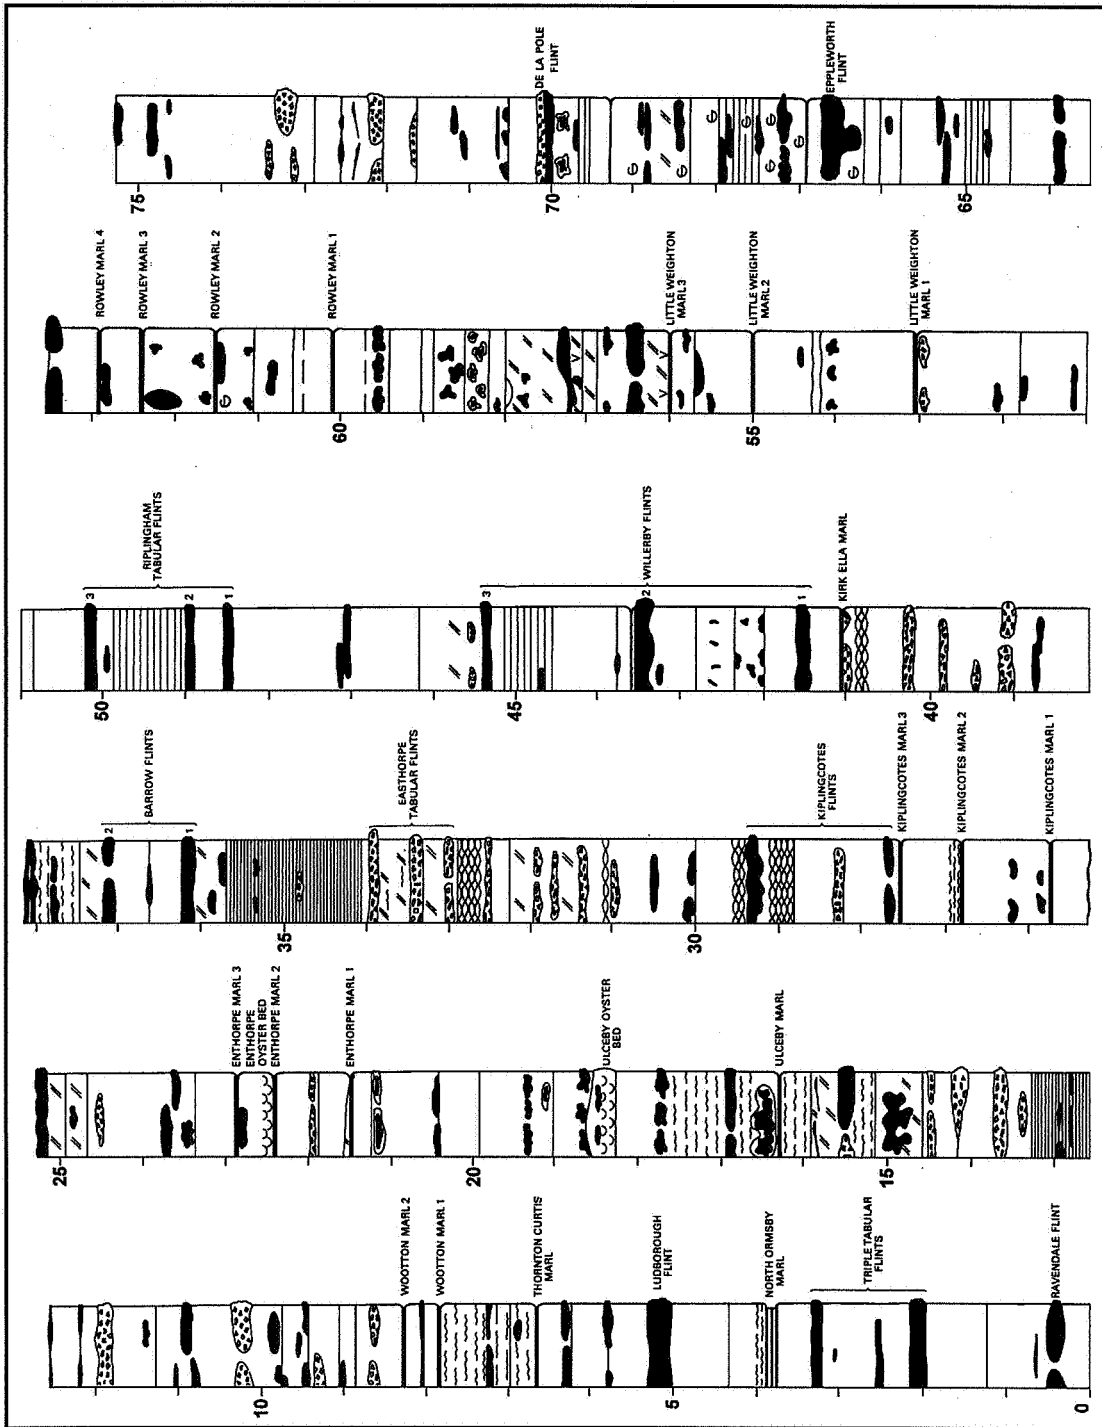 75
DE LA POLE
FLINT
70
EPPLEWORTH
FLINT
65
ROWLEY MARL 4
ROWLEY MARL 3
ROWLEY MARL 2
ROWLEY MARL 1
60
LITTLE WEIGHTON
MARL 3
LITTLE WEIGHTON
MARL 2
55
LITTLE WEIGHTON
MARL 1
RIPLINGHAM
TABULAR FLINTS
3
2
1
50
WILLERBY FLINTS
3
2
1
45
KIRK ELLA MARL
40
BARROW FLINTS
2
1
35
EASTHORPE
TABULAR FLINTS
KIPLINGCOTES
FLINTS
30
KIPLINGCOTES MARL 3
KIPLINGCOTES MARL 2
KIPLINGCOTES MARL 1
25
ENTHORPE MARL 3
ENTHORPE
OYSTER BED
ENTHORPE MARL 2
ENTHORPE MARL 1
20
ULCEBY OYSTER
BED
ULCEBY MARL
15
WOOTTON MARL 2
WOOTTON MARL 1
10
THORNTON CURTIS
MARL
LUDBOROUGH
FLINT
5
NORTH ORMSBY
MARL
TRIPLE TABULAR
FLINTS
RAVENDALE FLINT
0